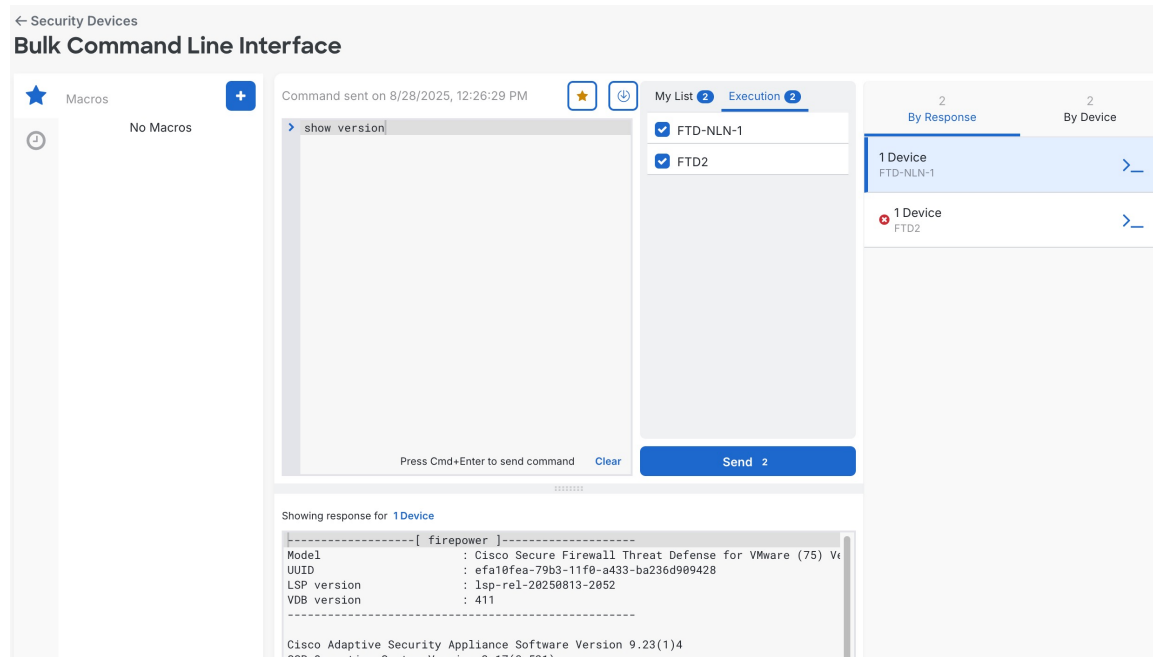 ← Security Devices
Bulk Command Line Interface
Macros
+
No Macros
Command sent on 8/28/2025, 12:26:29 PM
> show version
Press Cmd+Enter to send command Clear
My List 2 Execution 2
FTD-NLN-1
FTD2
Send 2
2
By Response
2
By Device
1 Device
FTD-NLN-1
>_
1 Device
FTD2
>_
Showing response for 1 Device
------------------[ firepower ]-------------------
Model : Cisco Secure Firewall Threat Defense for VMware (75) Ve
UUID : efa10fea-79b3-11f0-a433-ba236d909428
LSP version : lsp-rel-20250813-2052
VDB version : 411
----------------------------------------------------
Cisco Adaptive Security Appliance Software Version 9.23(1)4